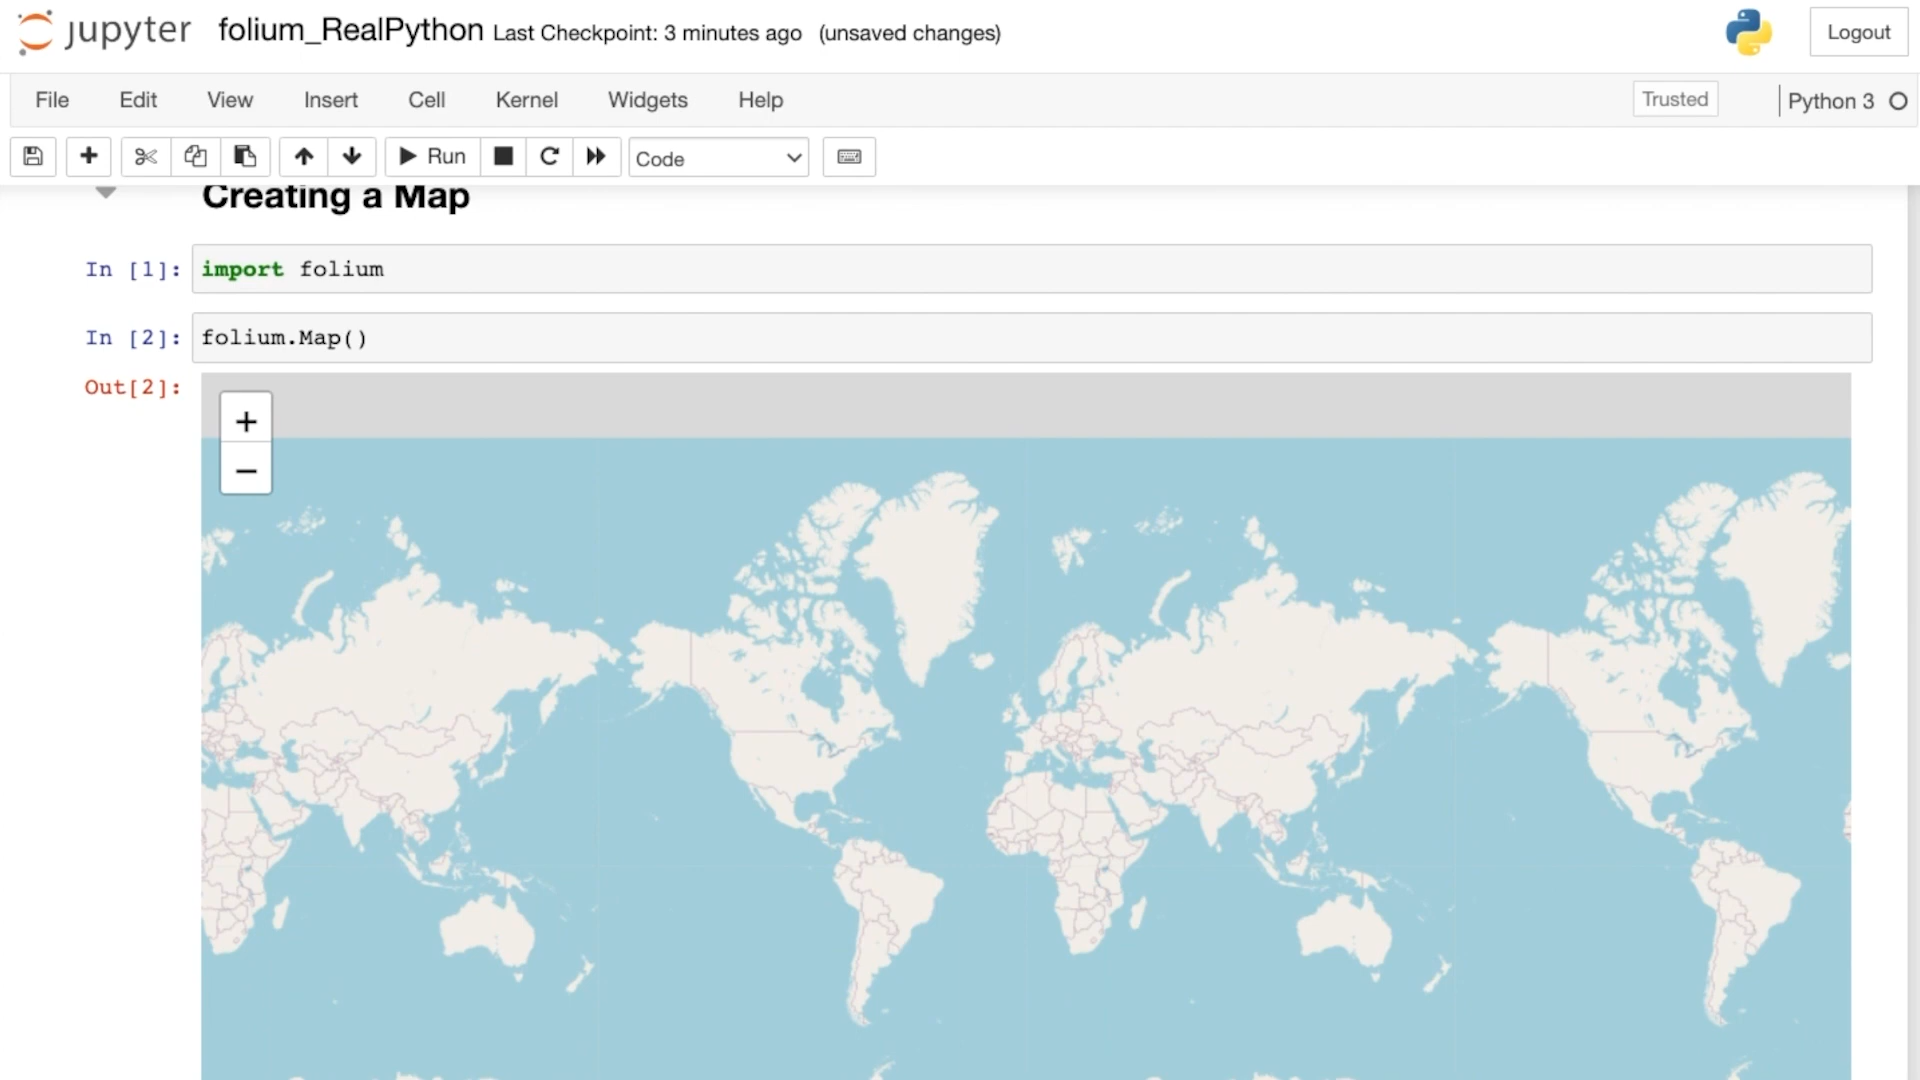 jupyter folium_RealPython Last Checkpoint: 3 minutes ago (unsaved changes) Logout
File Edit View Insert Cell Kernel Widgets Help Trusted Python 3
Run Code
Creating a Map
In [1]: import folium
In [2]: folium.Map()
Out[2]:
+
−